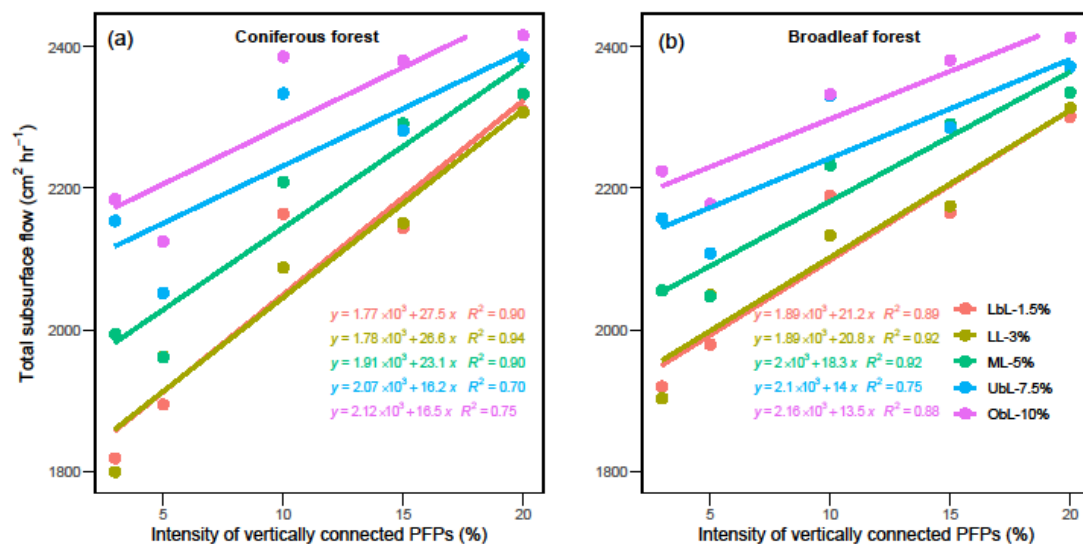 (a) Coniferous forest
(b) Broadleaf forest
Total subsurface flow (cm² hr⁻¹)
2400
2200
2000
1800
y = 1.77 ×10³ + 27.5 x R² = 0.90
y = 1.78 ×10³ + 26.6 x R² = 0.94
y = 1.91 ×10³ + 23.1 x R² = 0.90
y = 2.07 ×10³ + 16.2 x R² = 0.70
y = 2.12 ×10³ + 16.5 x R² = 0.75
5 10 15 20
Intensity of vertically connected PFPs (%)
2400
2200
2000
1800
y = 1.89 ×10³ + 21.2 x R² = 0.89
y = 1.89 ×10³ + 20.8 x R² = 0.92
y = 2 ×10³ + 18.3 x R² = 0.92
y = 2.1 ×10³ + 14 x R² = 0.75
y = 2.16 ×10³ + 13.5 x R² = 0.88
LbL-1.5%
LL-3%
ML-5%
UbL-7.5%
ObL-10%
5 10 15 20
Intensity of vertically connected PFPs (%)